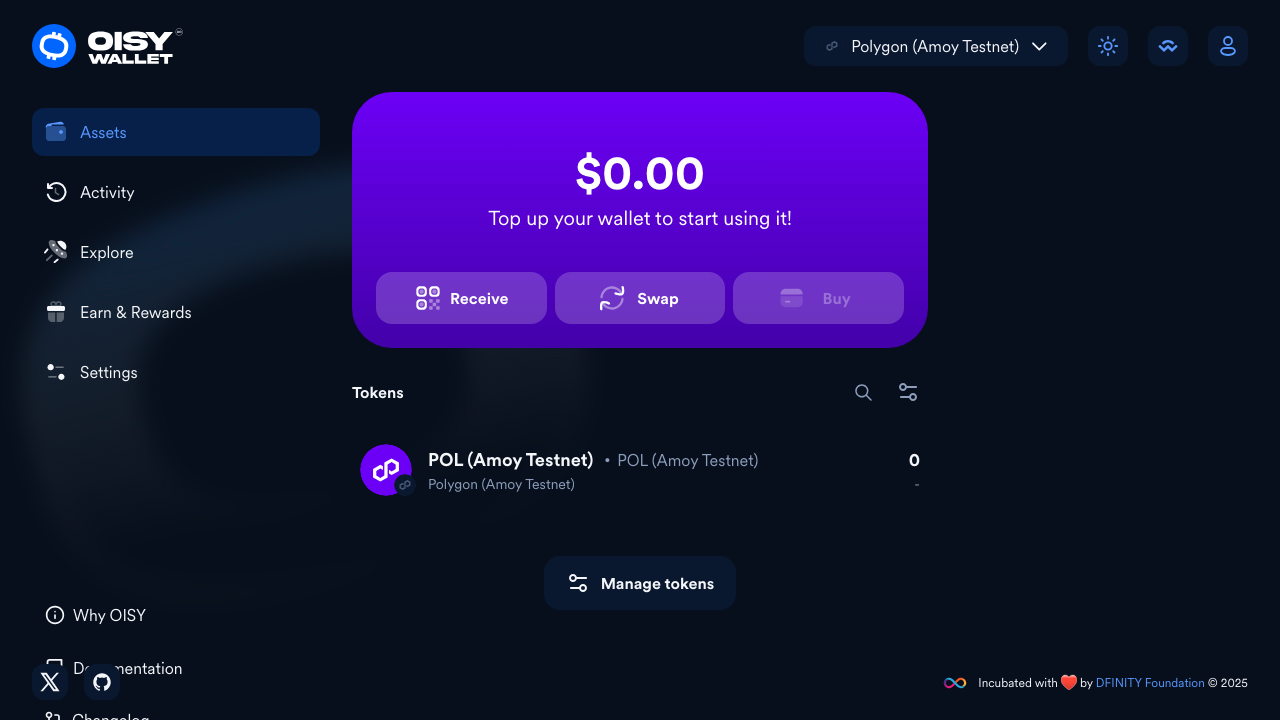 OISY
WALLET
Polygon (Amoy Testnet)
Assets
Activity
Explore
Earn & Rewards
Settings
$0.00
Top up your wallet to start using it!
Receive
Swap
Buy
Tokens
POL (Amoy Testnet) • POL (Amoy Testnet)
0
Polygon (Amoy Testnet)
-
Manage tokens
Why OISY
Documentation
Changelog
Incubated with ❤️ by DFINITY Foundation © 2025